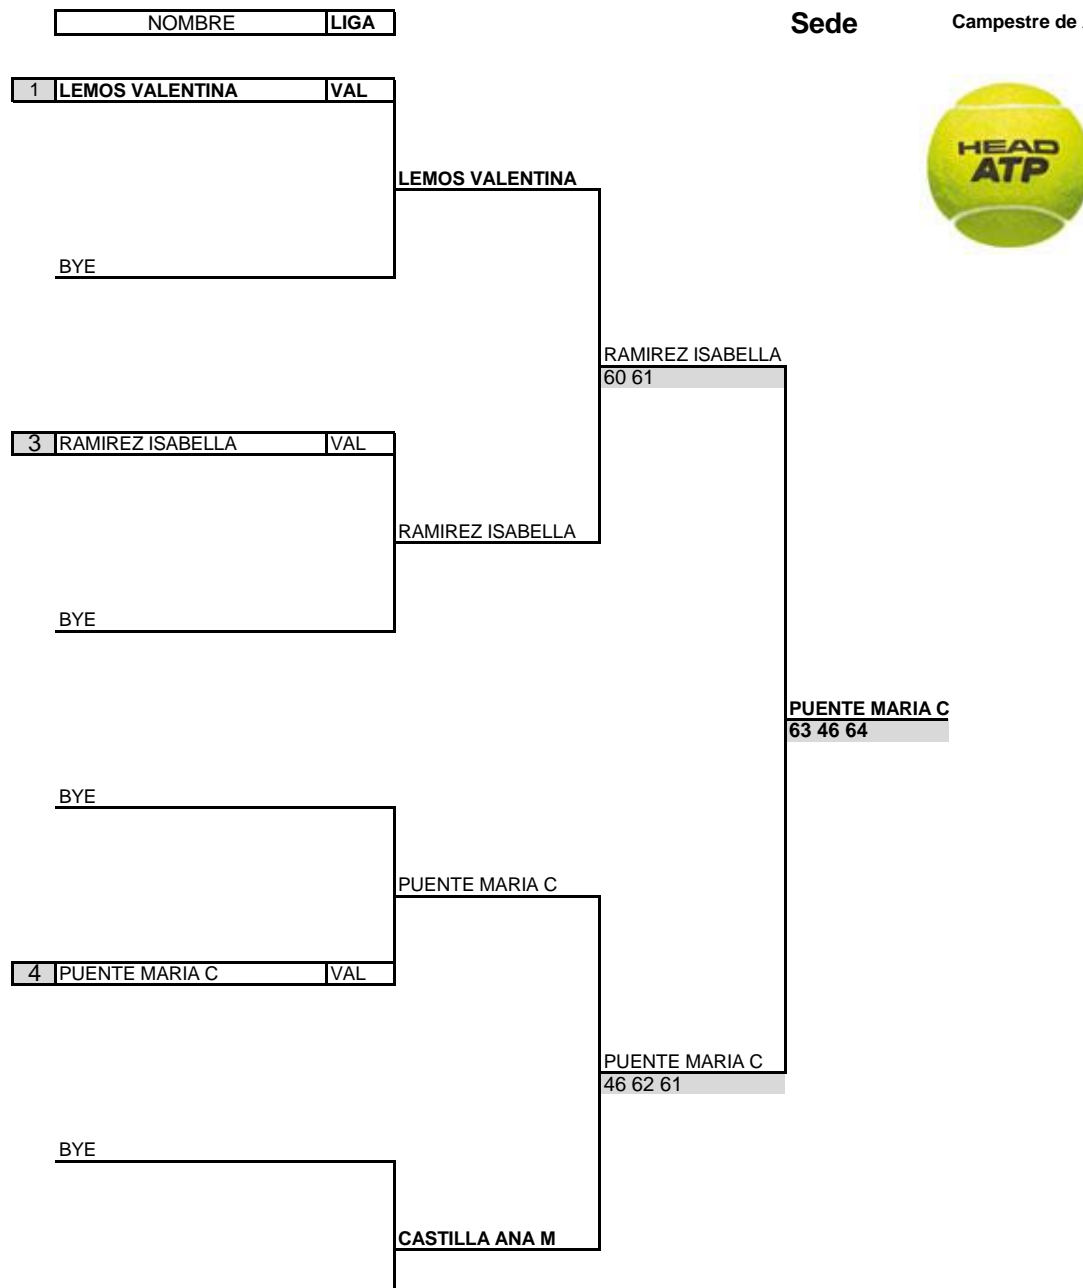 NOMBRE LIGA Sede Campestre de
1 LEMOS VALENTINA VAL
HEAD
ATP
LEMOS VALENTINA
BYE
RAMIREZ ISABELLA
60 61
3 RAMIREZ ISABELLA VAL
RAMIREZ ISABELLA
BYE
PUENTE MARIA C
63 46 64
BYE
PUENTE MARIA C
4 PUENTE MARIA C VAL
PUENTE MARIA C
46 62 61
BYE
CASTILLA ANA M